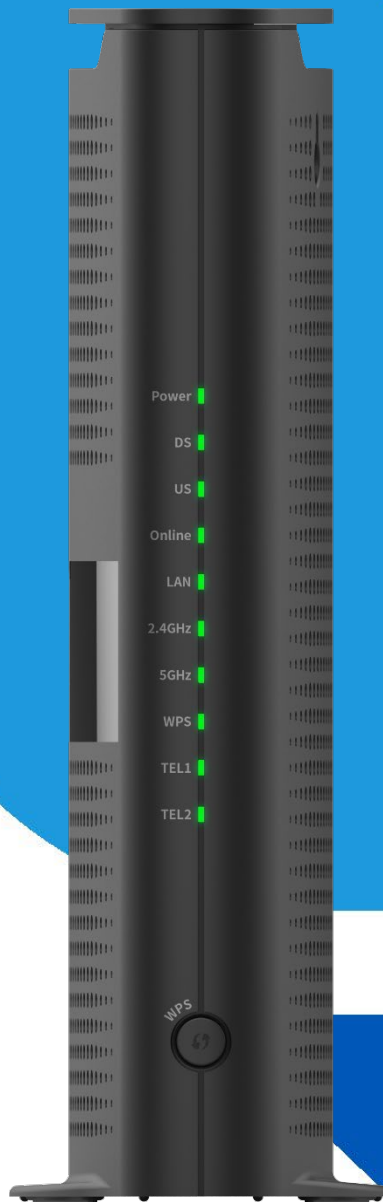 Power
DS
US
Online
LAN
2.4GHz
5GHz
WPS
TEL1
TEL2
WPS